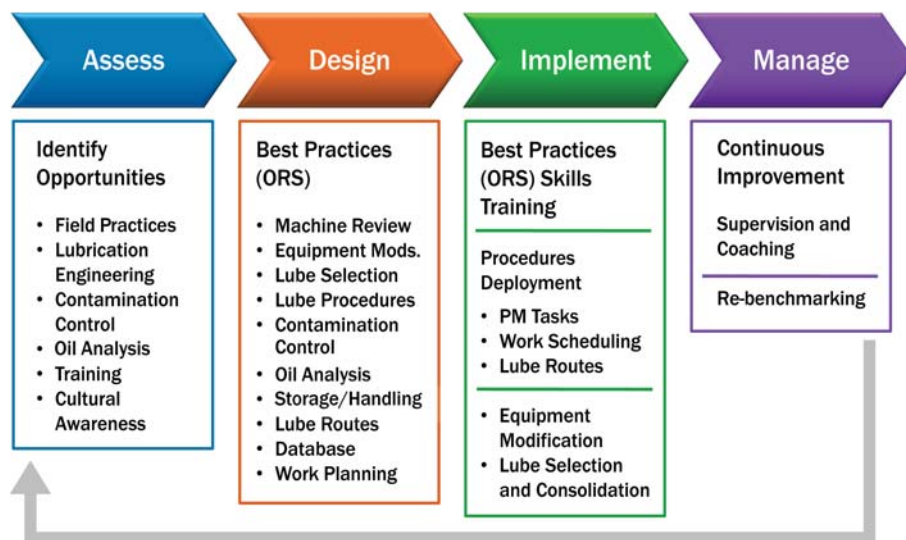 Assess
Design
Implement
Manage
Identify
Opportunities
• Field Practices
• Lubrication
Engineering
• Contamination
Control
• Oil Analysis
• Training
• Cultural
Awareness
Best Practices
(ORS)
• Machine Review
• Equipment Mods.
• Lube Selection
• Lube Procedures
• Contamination
Control
• Oil Analysis
• Storage/Handling
• Lube Routes
• Database
• Work Planning
Best Practices
(ORS) Skills
Training
Procedures
Deployment
• PM Tasks
• Work Scheduling
• Lube Routes
• Equipment
Modification
• Lube Selection
and Consolidation
Continuous
Improvement
Supervision and
Coaching
Re-benchmarking